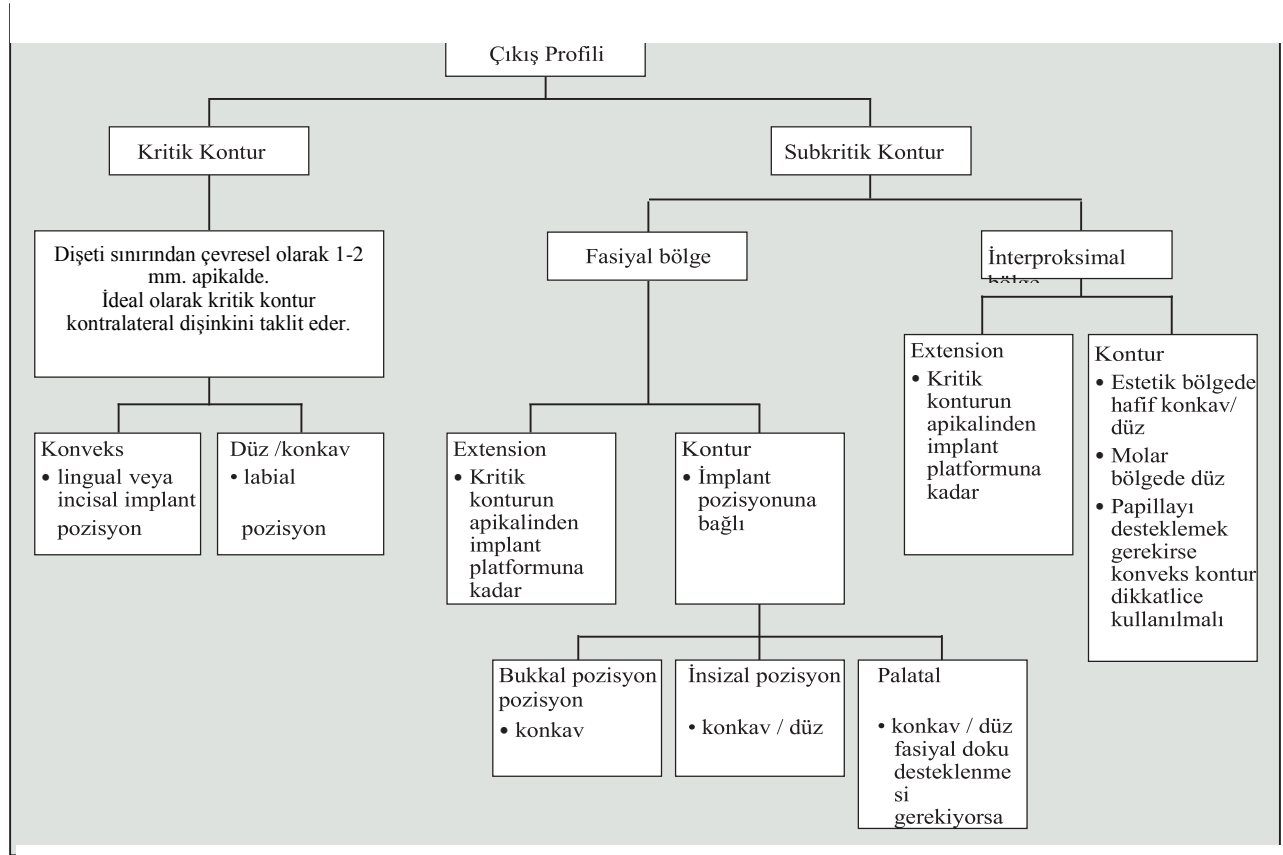 Çıkış Profili
Kritik Kontur
Subkritik Kontur
Dişeti sınırından çevresel olarak 1-2
mm. apikalde.
İdeal olarak kritik kontur
kontralateral dişinkini taklit eder.
Fasiyal bölge
İnterproksimal
bölge
Konveks
• lingual veya
incisal implant
pozisyon
Düz /konkav
• labial
pozisyon
Extension
• Kritik
konturun
apikalinden
implant
platformuna
kadar
Kontur
• İmplant
pozisyonuna
bağlı
Extension
• Kritik
konturun
apikalinden
implant
platformuna
kadar
Kontur
• Estetik bölgede
hafif konkav/
düz
• Molar
bölgede düz
• Papillayı
desteklemek
gerekirse
konveks kontur
dikkatlice
kullanılmalı
Bukkal pozisyon
pozisyon
• konkav
İnsizal pozisyon
• konkav / düz
Palatal
• konkav / düz
fasiyal doku
desteklenme
si
gerekiyorsa